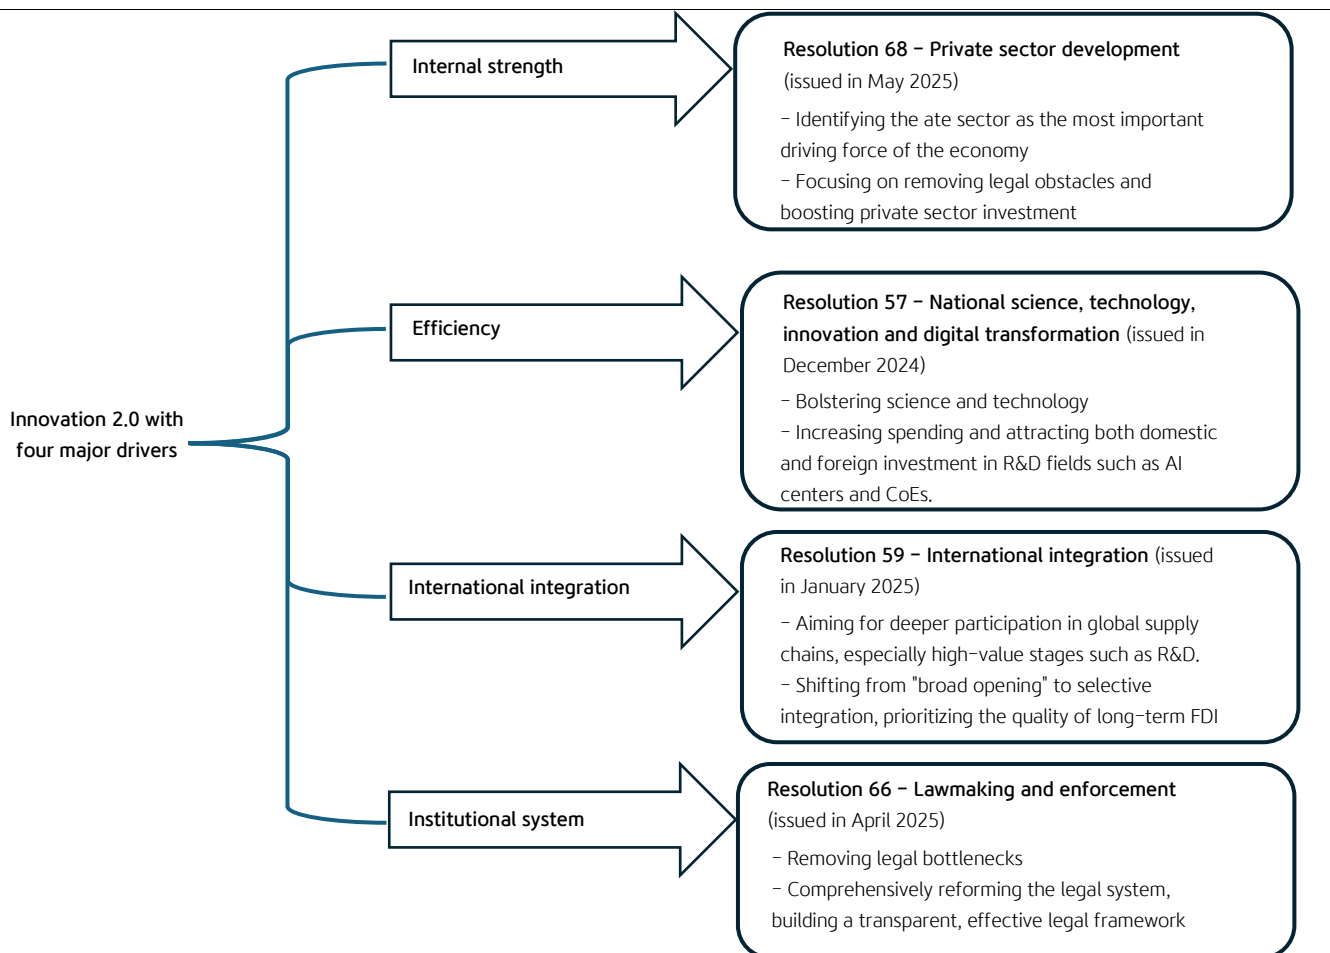 Innovation 2.0 with
four major drivers
Internal strength
Resolution 68 – Private sector development
(issued in May 2025)
– Identifying the ate sector as the most important
driving force of the economy
– Focusing on removing legal obstacles and
boosting private sector investment
Efficiency
Resolution 57 – National science, technology,
innovation and digital transformation (issued in
December 2024)
– Bolstering science and technology
– Increasing spending and attracting both domestic
and foreign investment in R&D fields such as AI
centers and CoEs.
International integration
Resolution 59 – International integration (issued
in January 2025)
– Aiming for deeper participation in global supply
chains, especially high-value stages such as R&D.
– Shifting from "broad opening" to selective
integration, prioritizing the quality of long-term FDI
Institutional system
Resolution 66 – Lawmaking and enforcement
(issued in April 2025)
– Removing legal bottlenecks
– Comprehensively reforming the legal system,
building a transparent, effective legal framework